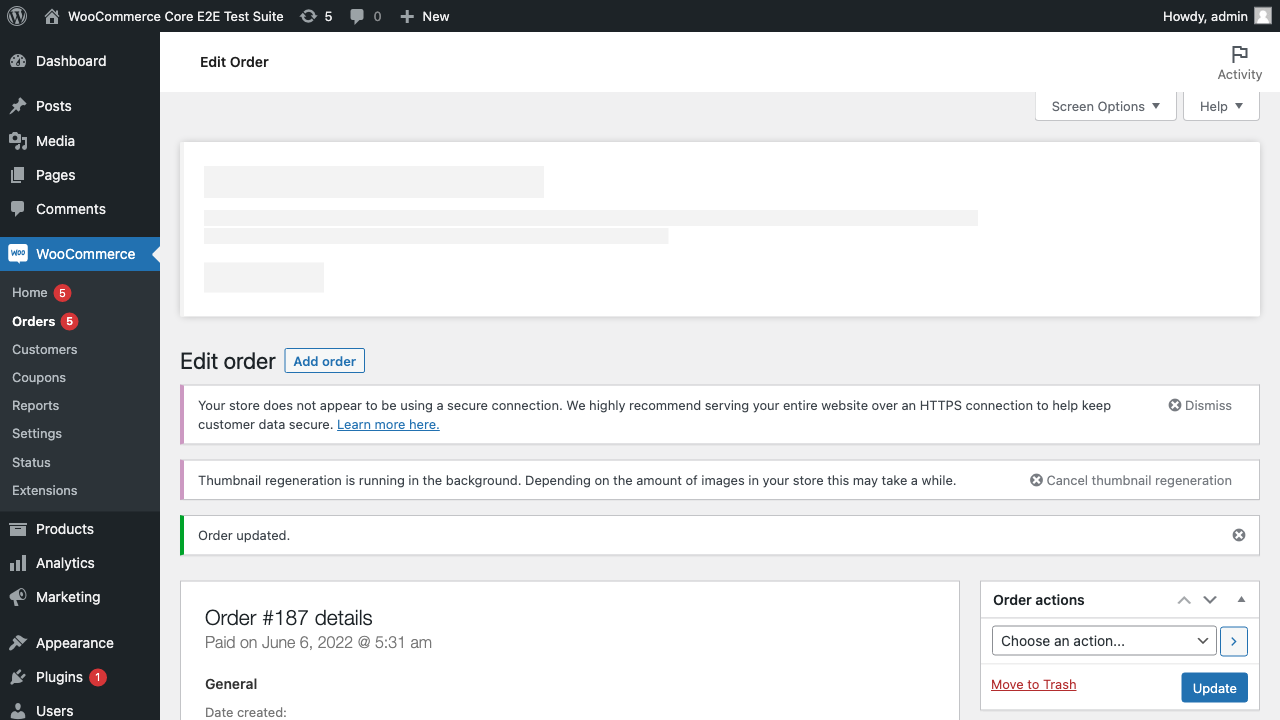 WooCommerce Core E2E Test Suite
5
0
New
Howdy, admin
Dashboard
Posts
Media
Pages
Comments
Woo
WooCommerce
Home 5
Orders 5
Customers
Coupons
Reports
Settings
Status
Extensions
Products
Analytics
Marketing
Appearance
Plugins 1
Users
Edit Order
Activity
Screen Options
Help
Edit order
Add order
Your store does not appear to be using a secure connection. We highly recommend serving your entire website over an HTTPS connection to help keep
customer data secure. Learn more here.
Dismiss
Thumbnail regeneration is running in the background. Depending on the amount of images in your store this may take a while.
Cancel thumbnail regeneration
Order updated.
Order #187 details
Paid on June 6, 2022 @ 5:31 am
General
Date created:
Order actions
Choose an action...
Move to Trash
Update